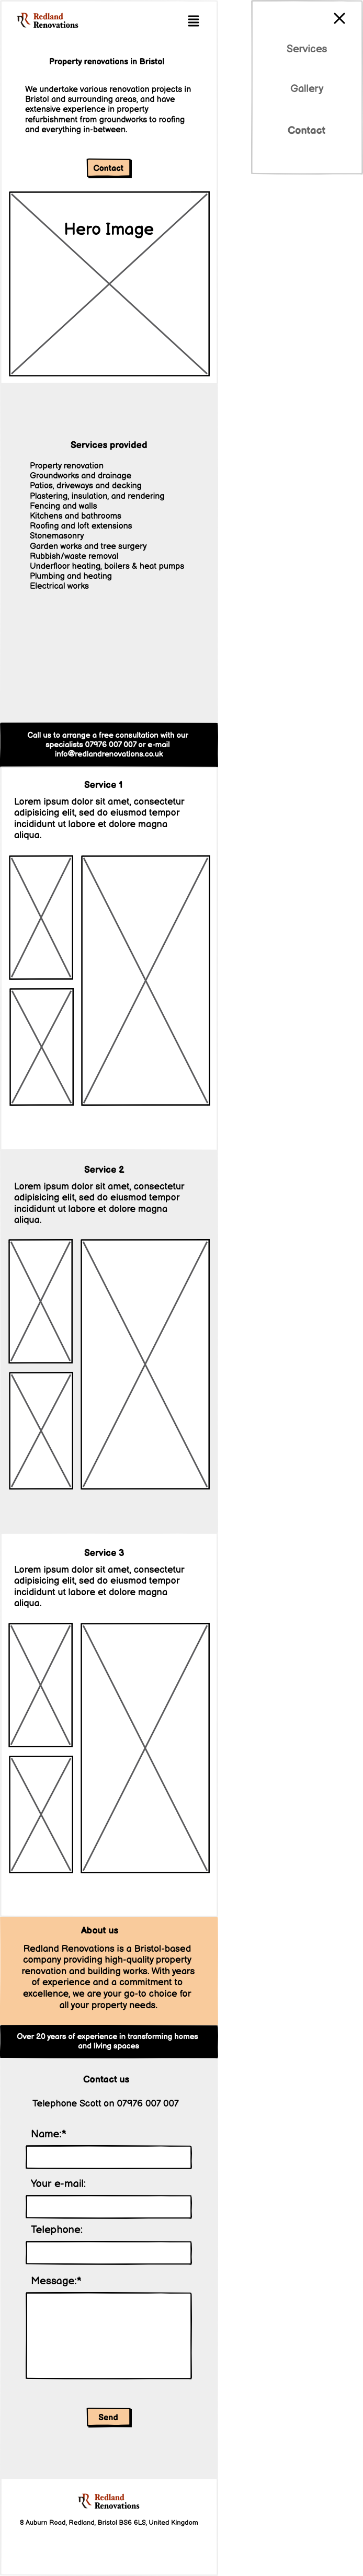 Redland
Renovations
Services
Gallery
Contact
Property renovations in Bristol
We undertake various renovation projects in
Bristol and surrounding areas, and have
extensive experience in property
refurbishment from groundworks to roofing
and everything in-between.
Contact
Hero Image
Services provided
Property renovation
Groundworks and drainage
Patios, driveways and decking
Plastering, insulation, and rendering
Fencing and walls
Kitchens and bathrooms
Roofing and loft extensions
Stonemasonry
Garden works and tree surgery
Rubbish/waste removal
Underfloor heating, boilers & heat pumps
Plumbing and heating
Electrical works
Call us to arrange a free consultation with our
specialists 07976 007 007 or e-mail
info@redlandrenovations.co.uk
Service 1
Lorem ipsum dolor sit amet, consectetur
adipisicing elit, sed do eiusmod tempor
incididunt ut labore et dolore magna
aliqua.
Service 2
Lorem ipsum dolor sit amet, consectetur
adipisicing elit, sed do eiusmod tempor
incididunt ut labore et dolore magna
aliqua.
Service 3
Lorem ipsum dolor sit amet, consectetur
adipisicing elit, sed do eiusmod tempor
incididunt ut labore et dolore magna
aliqua.
About us
Redland Renovations is a Bristol-based
company providing high-quality property
renovation and building works. With years
of experience and a commitment to
excellence, we are your go-to choice for
all your property needs.
Over 20 years of experience in transforming homes
and living spaces
Contact us
Telephone Scott on 07976 007 007
Name:*
Your e-mail:
Telephone:
Message:*
Send
Redland
Renovations
8 Auburn Road, Redland, Bristol BS6 6LS, United Kingdom